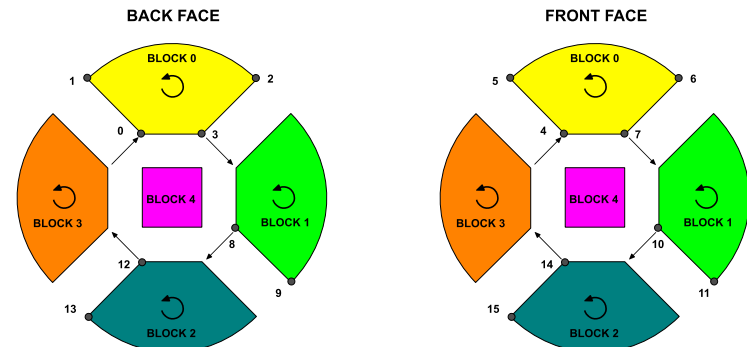 BACK FACE
FRONT FACE
BLOCK 0
1
2
0
3
BLOCK 4
BLOCK 3
BLOCK 1
8
12
9
13
BLOCK 2
BLOCK 0
5
6
4
7
BLOCK 4
BLOCK 3
BLOCK 1
10
14
11
15
BLOCK 2